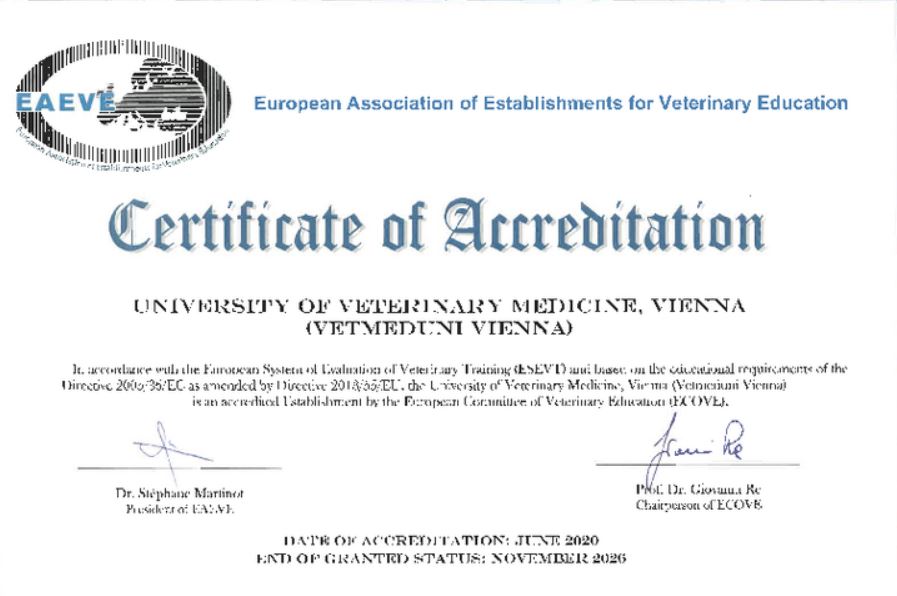 EAEVE
European Association of Establishments for Veterinary Education
European Association of Establishments for Veterinary Education
Certificate of Accreditation
UNIVERSITY OF VETERINARY MEDICINE, VIENNA
(VETMEDUNI VIENNA)
In accordance with the European System of Evaluation of Veterinary Training (ESEVT) and based on the educational requirements of the
Directive 2005/36/EC as amended by Directive 2013/55/EU, the University of Veterinary Medicine, Vienna (Vetmeduni Vienna)
is an accredited Establishment by the European Committee of Veterinary Education (ECOVE).
Dr. Stéphane Martinot
President of EAEVE
Prof. Dr. Giovanni Re
Chairperson of ECOVE
DATE OF ACCREDITATION: JUNE 2020
END OF GRANTED STATUS: NOVEMBER 2026